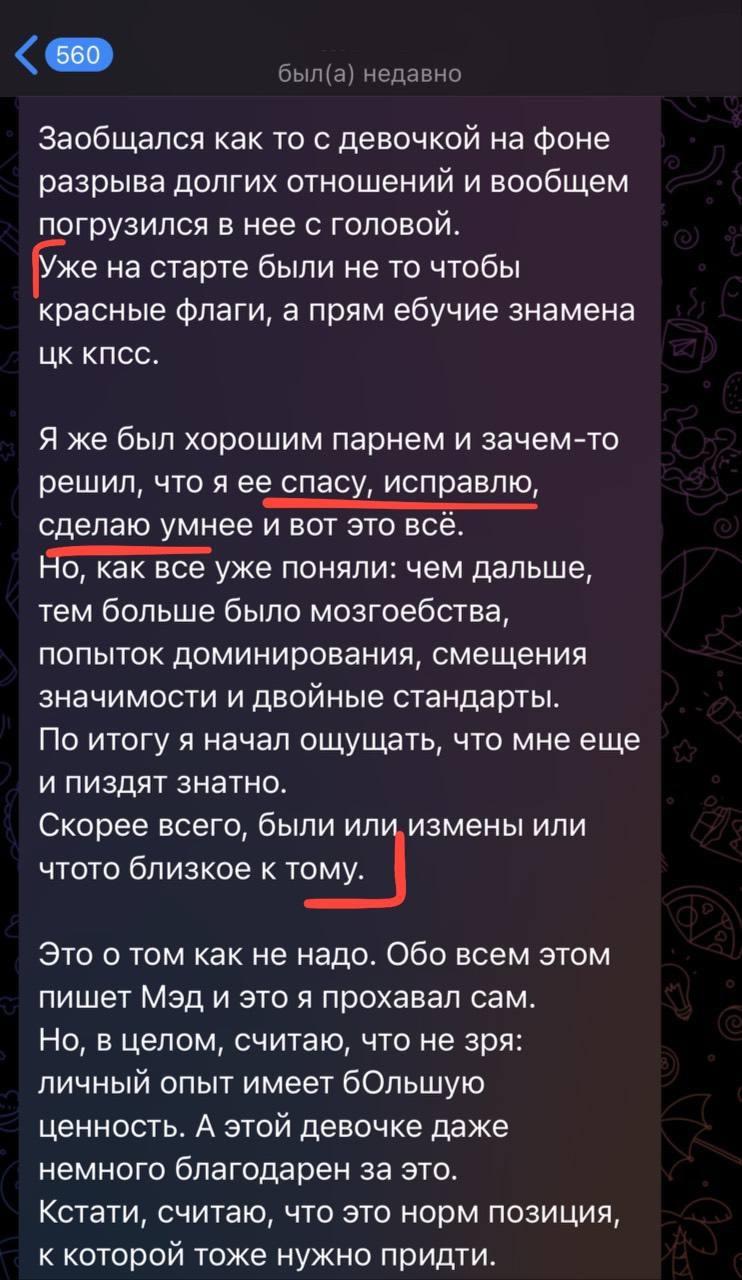 560
был(а) недавно
Заобщался как то с девочкой на фоне
разрыва долгих отношений и вообщем
погрузился в нее с головой.
Уже на старте были не то чтобы
красные флаги, а прям ебучие знамена
цк кпсс.
Я же был хорошим парнем и зачем-то
решил, что я ее спасу, исправлю,
сделаю умнее и вот это всё.
Но, как все уже поняли: чем дальше,
тем больше было мозгоебства,
попыток доминирования, смещения
значимости и двойные стандарты.
По итогу я начал ощущать, что мне еще
и пиздят знатно.
Скорее всего, были или измены или
чтото близкое к тому.
Это о том как не надо. Обо всем этом
пишет Мэд и это я прохавал сам.
Но, в целом, считаю, что не зря:
личный опыт имеет бОльшую
ценность. А этой девочке даже
немного благодарен за это.
Кстати, считаю, что это норм позиция,
к которой тоже нужно придти.